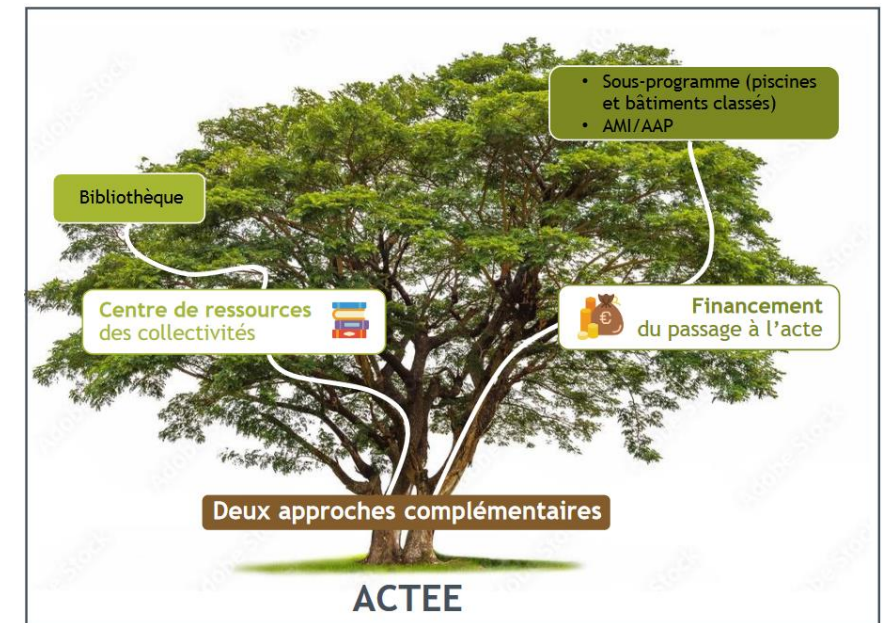 • Sous-programme (piscines
et bâtiments classés)
• AMI/AAP
Bibliothèque
Centre de ressources
des collectivités
€
Financement
du passage à l'acte
Deux approches complémentaires
ACTEE